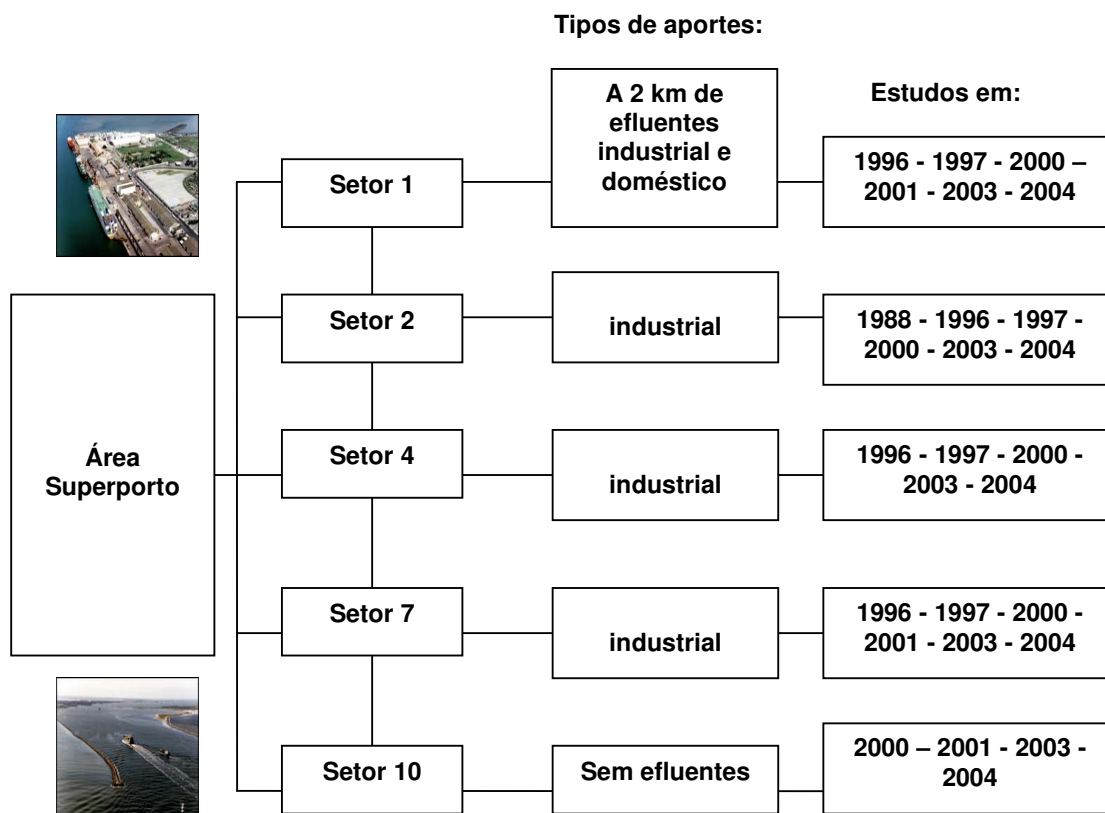 Tipos de aportes:
Estudos em:
A 2 km de
efluentes
industrial e
doméstico
Setor 1
1996 - 1997 - 2000 –
2001 - 2003 - 2004
Setor 2
industrial
1988 - 1996 - 1997 -
2000 - 2003 - 2004
Área
Superporto
Setor 4
industrial
1996 - 1997 - 2000 -
2003 - 2004
Setor 7
industrial
1996 - 1997 - 2000 -
2001 - 2003 - 2004
Setor 10
Sem efluentes
2000 – 2001 - 2003 -
2004